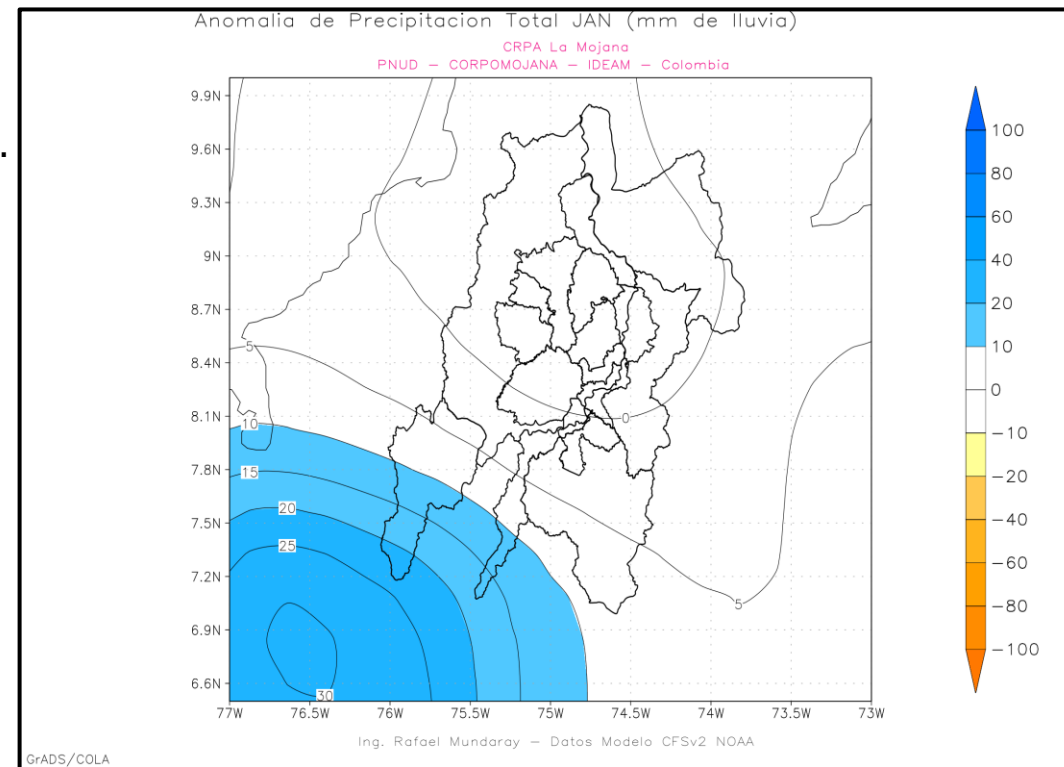 Anomalia de Precipitacion Total JAN (mm de lluvia)
CRPA La Mojana
PNUD – CORPOMOJANA – IDEAM – Colombia
.
9.9N
9.6N
9.3N
9N
8.7N
8.4N
8.1N
7.8N
7.5N
7.2N
6.9N
6.6N
5
10
15
20
25
30
0
5
77W 76.5W 76W 75.5W 75W 74.5W 74W 73.5W 73W
100
80
60
40
20
10
0
−10
−20
−40
−60
−80
−100
Ing. Rafael Mundaray – Datos Modelo CFSv2 NOAA
GrADS/COLA